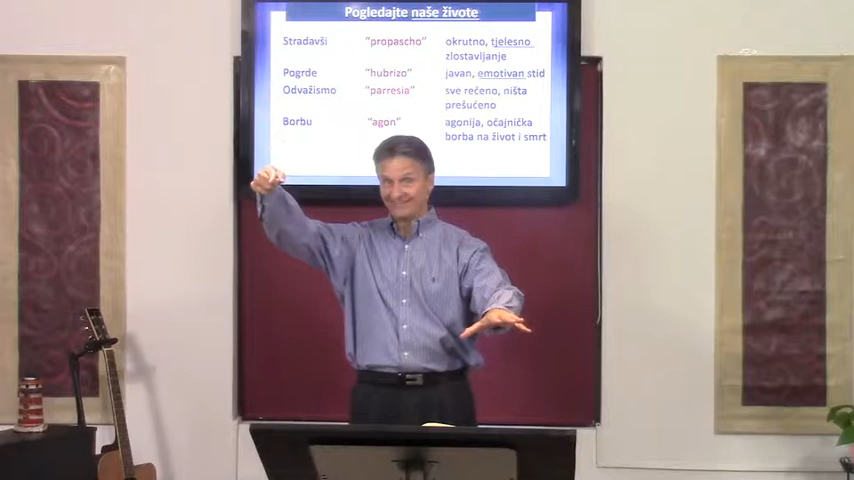 Pogledajte naše živote
Stradavši "propascho" okrutno, tjelesno
zlostavljanje
Pogrde "hubrizo" javan, emotivan stid
Odvažismo "parresia" sve rečeno, ništa
prešućeno
Borbu "agon" agonija, očajnička
borba na život i smrt